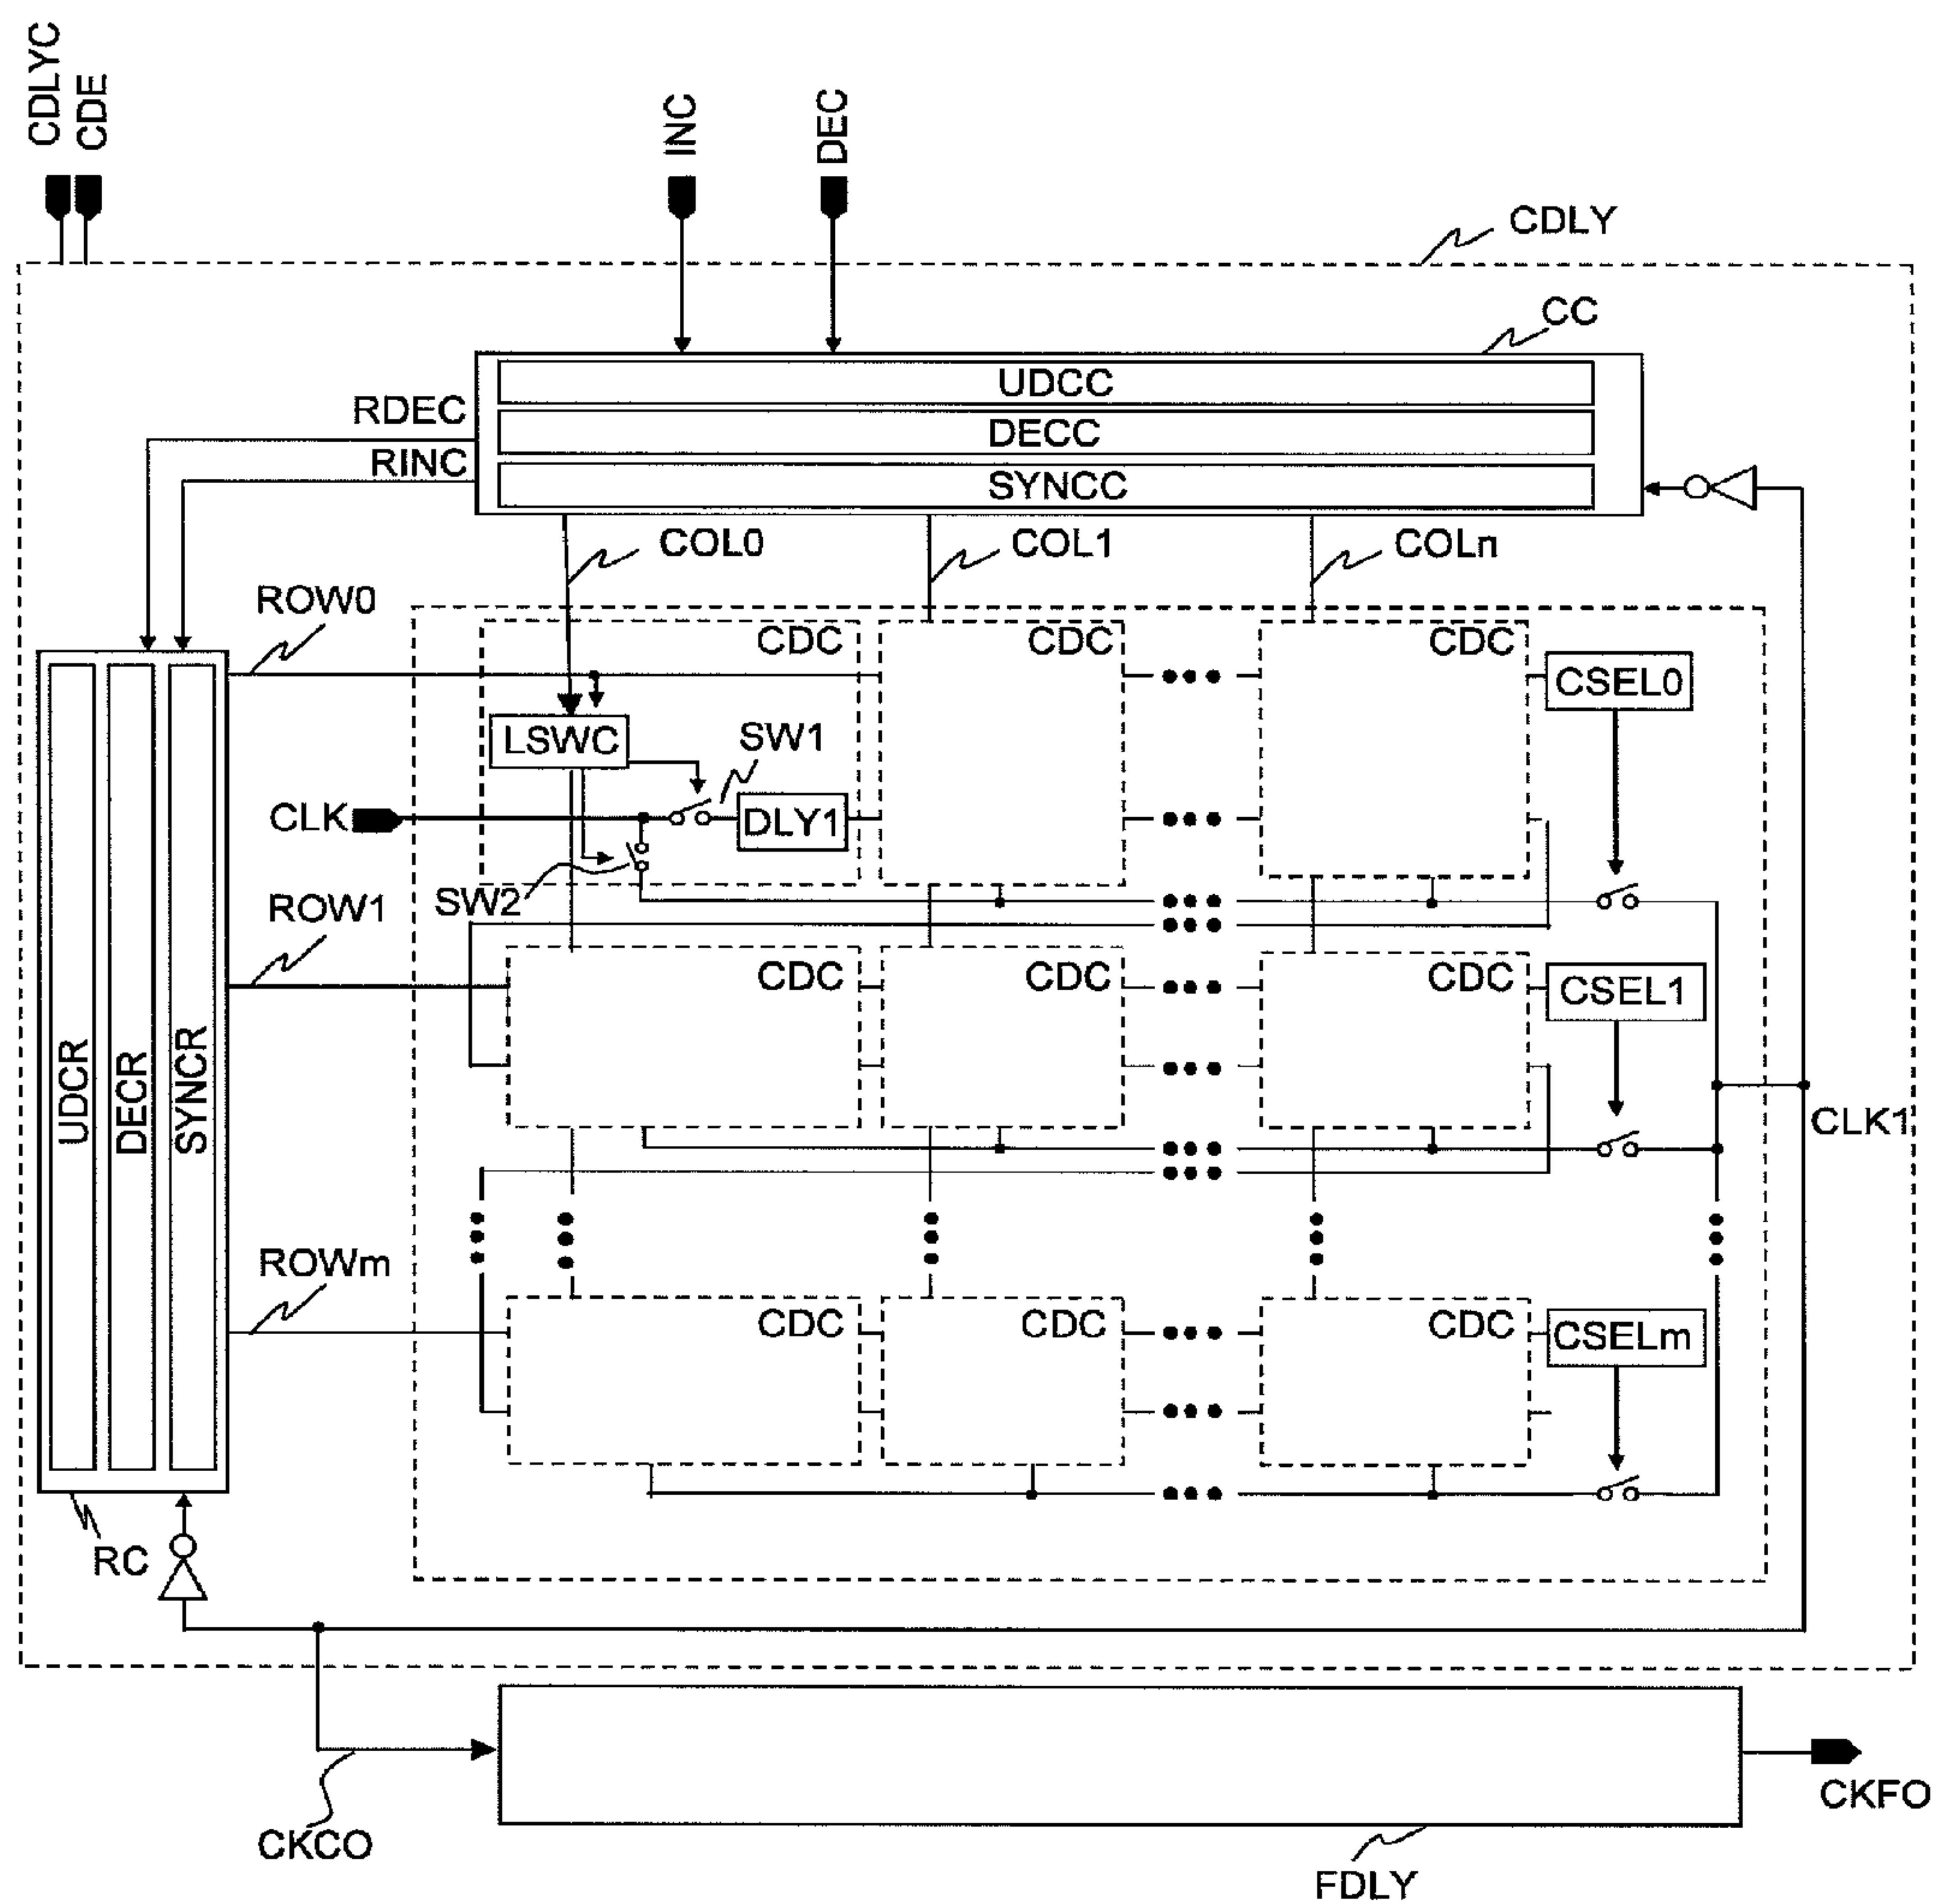 CDLYC
CDE
INC
DEC
CDLY
CC
UDCC
RDEC
DECC
RINC
SYNCC
COL0
COL1
COLn
ROW0
CDC
CDC
CDC
CSEL0
LSWC
SW1
CLK
DLY1
SW2
ROW1
CDC
CDC
CDC
CSEL1
UDCR
DECR
SYNCR
CLK1
ROWm
CDC
CDC
CDC
CSELm
RC
CKFO
CKCO
FDLY